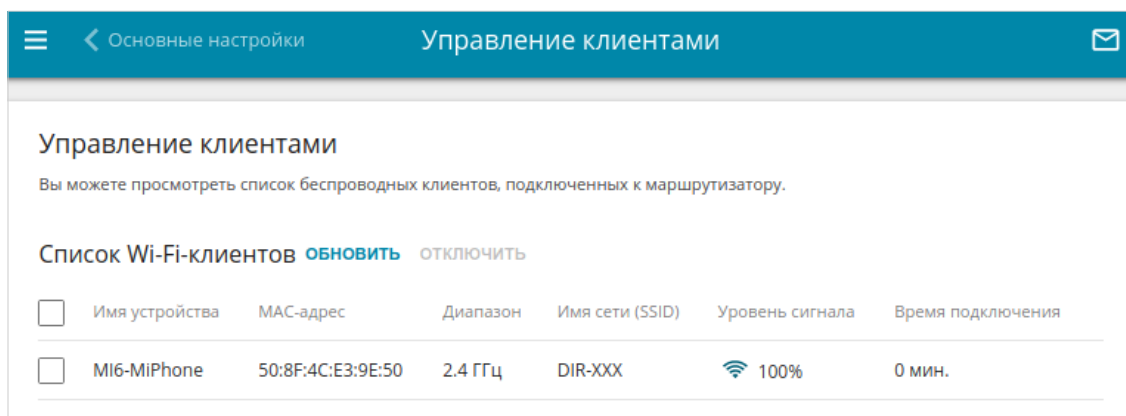 Основные настройки Управление клиентами
Управление клиентами
Вы можете просмотреть список беспроводных клиентов, подключенных к маршрутизатору.
Список Wi-Fi-клиентов ОБНОВИТЬ ОТКЛЮЧИТЬ
Имя устройства MAC-адрес Диапазон Имя сети (SSID) Уровень сигнала Время подключения
MI6-MiPhone 50:8F:4C:E3:9E:50 2.4 ГГц DIR-XXX 100% 0 мин.